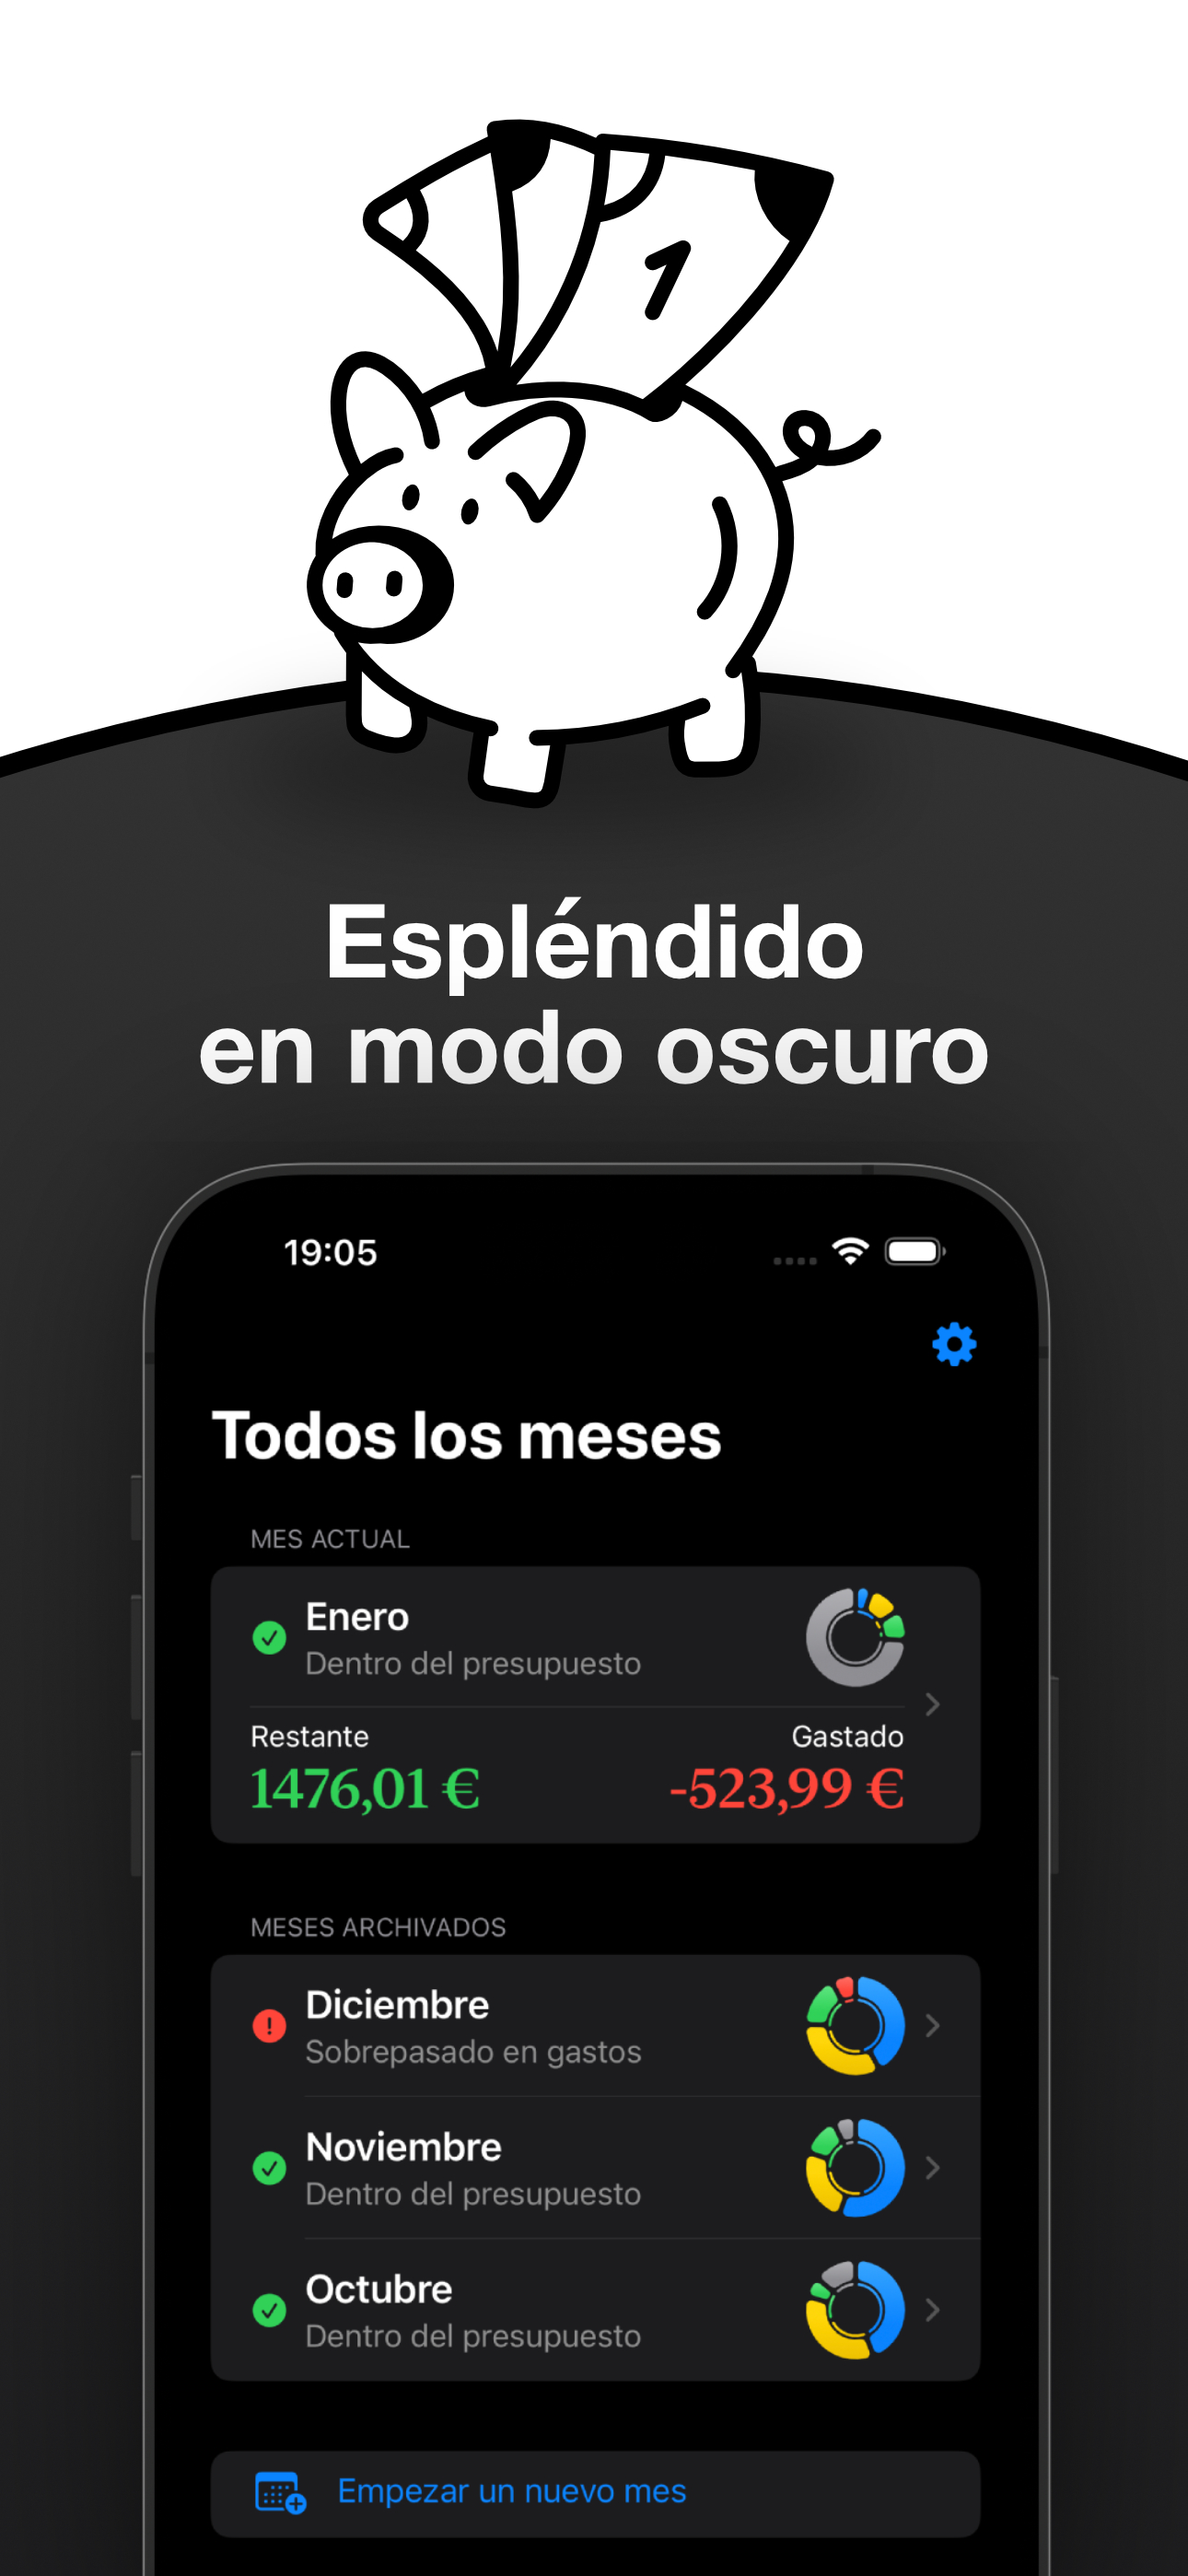 1
Espléndido
en modo oscuro
19:05
Todos los meses
MES ACTUAL
Enero
Dentro del presupuesto
Restante
Gastado
1476,01 €
-523,99 €
MESES ARCHIVADOS
Diciembre
Sobrepasado en gastos
Noviembre
Dentro del presupuesto
Octubre
Dentro del presupuesto
Empezar un nuevo mes